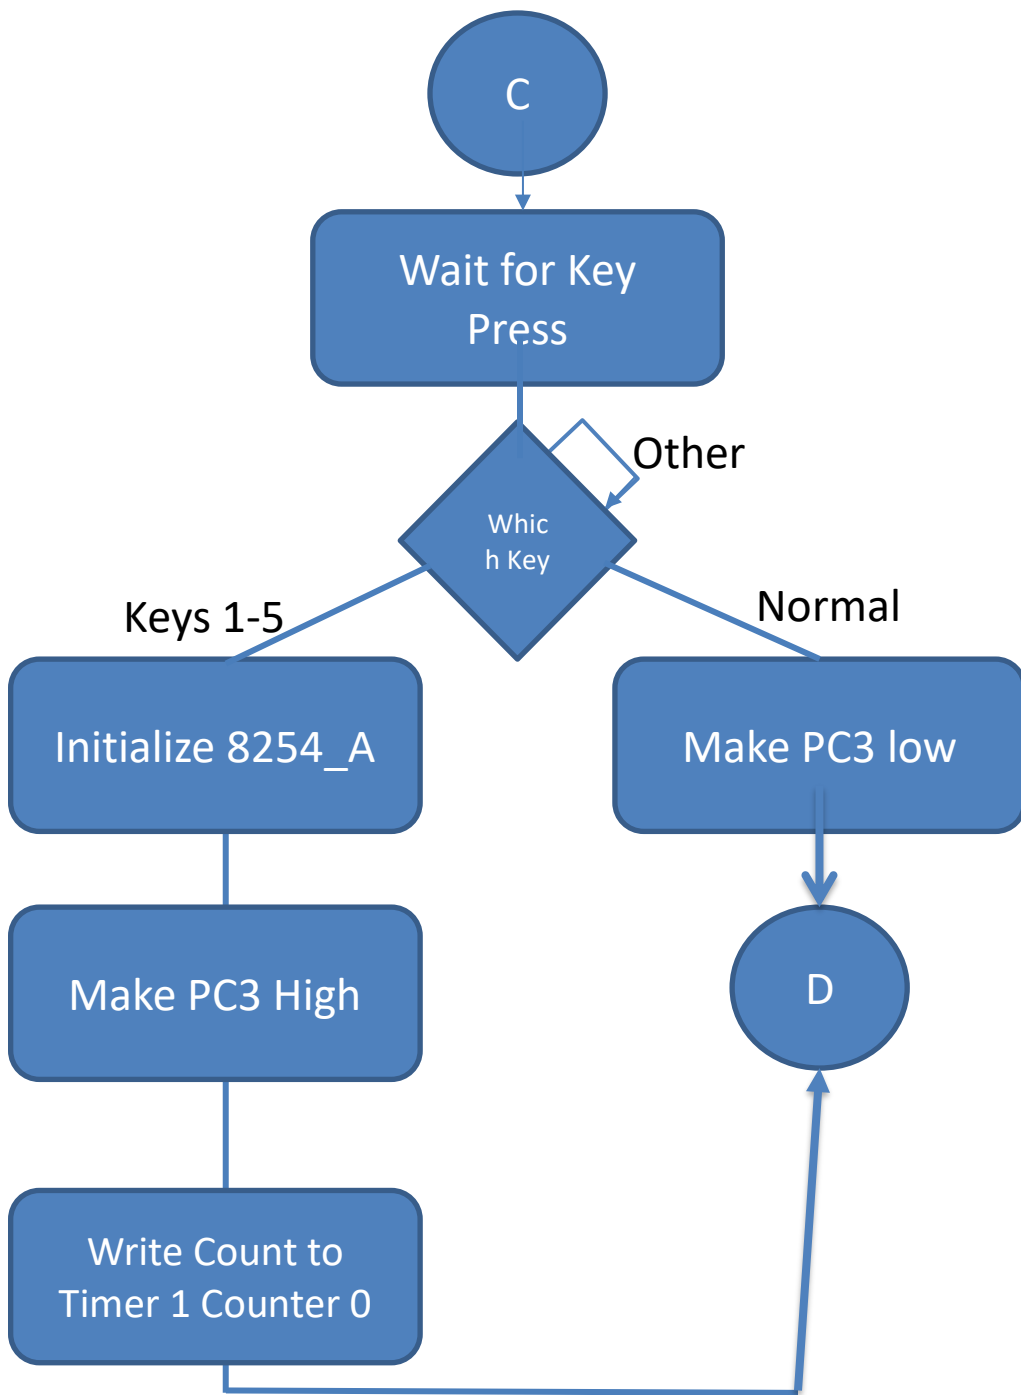 C
Wait for Key
Press
Other
Whic
h Key
Keys 1-5
Normal
Initialize 8254_A
Make PC3 low
Make PC3 High
D
Write Count to
Timer 1 Counter 0